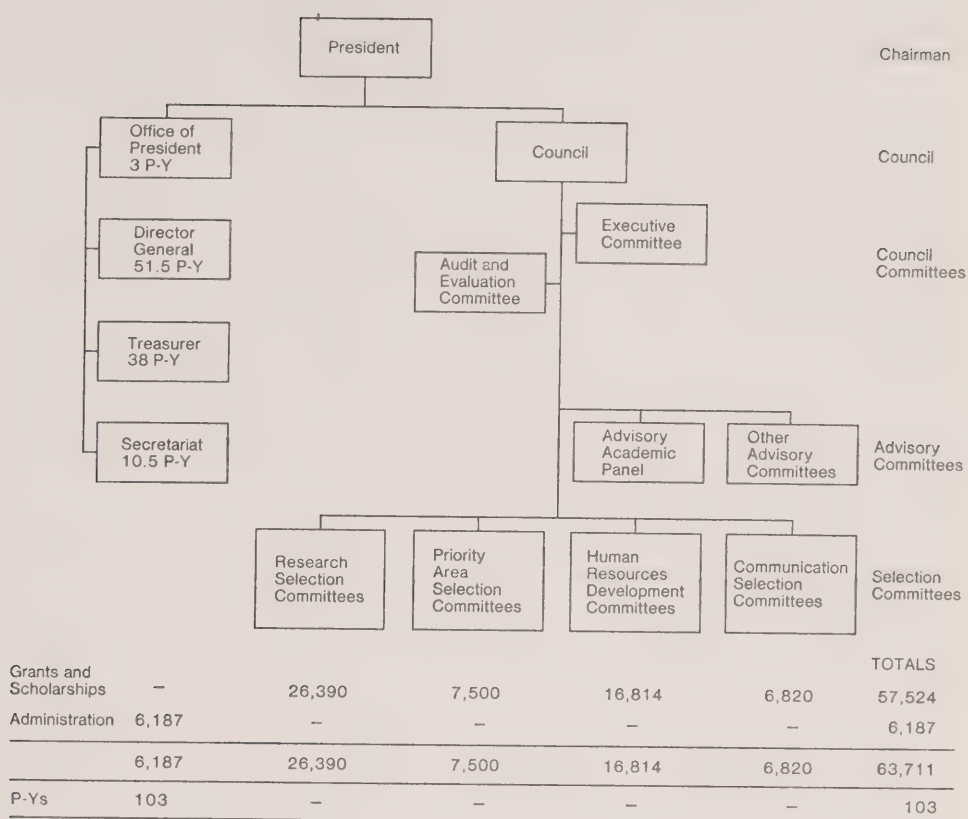 President
Chairman
Office of
President
3 P-Y
Council
Council
Director
General
51.5 P-Y
Executive
Committee
Audit and
Evaluation
Committee
Council
Committees
Treasurer
38 P-Y
Secretariat
10.5 P-Y
Advisory
Academic
Panel
Other
Advisory
Committees
Advisory
Committees
Research
Selection
Committees
Priority
Area
Selection
Committees
Human
Resources
Development
Committees
Communication
Selection
Committees
Selection
Committees
TOTALS
Grants and
Scholarships – 26,390 7,500 16,814 6,820 57,524
Administration 6,187 – – – – 6,187
6,187 26,390 7,500 16,814 6,820 63,711
P-Ys 103 – – – – 103